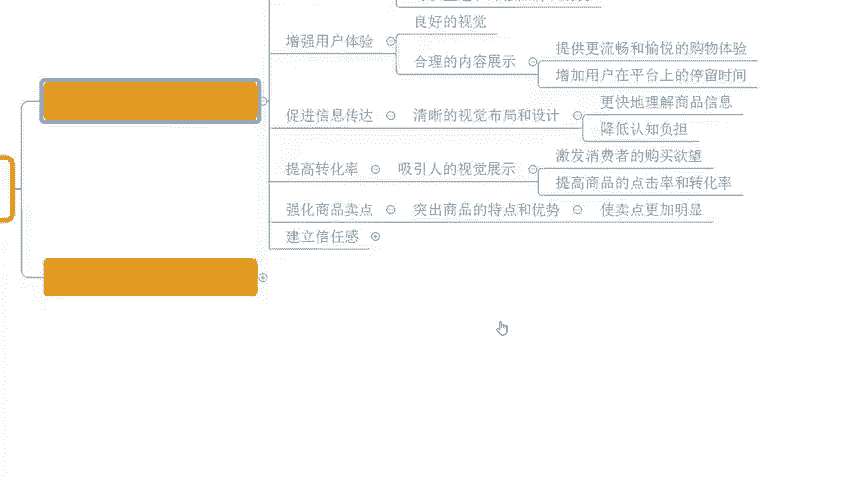 良好的视觉
增强用户体验
合理的内容展示
提供更流畅和愉悦的购物体验
增加用户在平台上的停留时间
促进信息传达
清晰的视觉布局和设计
更快地理解商品信息
降低认知负担
提高转化率
吸引人的视觉展示
激发消费者的购买欲望
提高商品的点击率和转化率
强化商品卖点
突出商品的特点和优势
使卖点更加明显
建立信任感